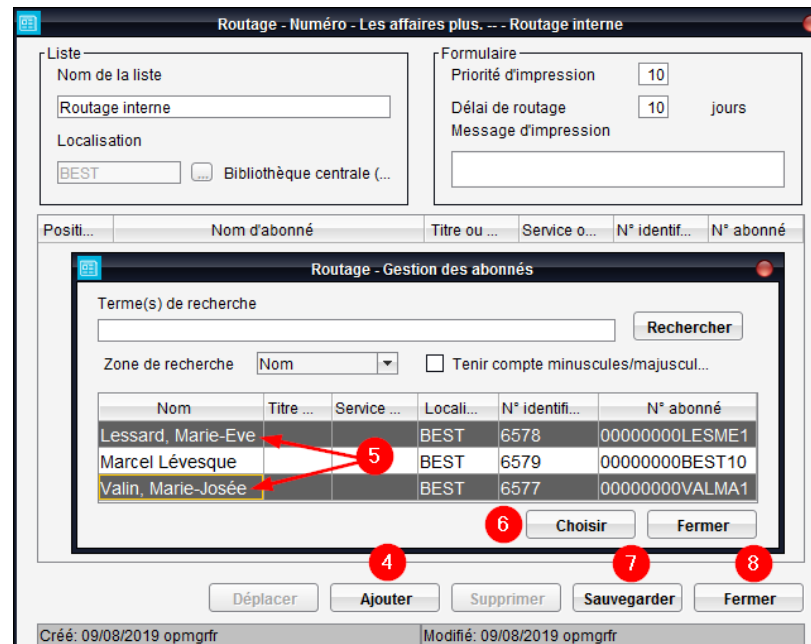 Routage - Numéro - Les affaires plus. -- - Routage interne
Liste
Nom de la liste
Routage interne
Localisation
BEST ... Bibliothèque centrale (...
Formulaire
Priorité d'impression 10
Délai de routage 10 jours
Message d'impression
Positi... Nom d'abonné Titre ou ... Service o... N° identif... N° abonné
Routage - Gestion des abonnés
Terme(s) de recherche
Rechercher
Zone de recherche Nom Tenir compte minuscules/majuscul...
Nom Titre ... Service ... Locali... N° identifi... N° abonné
Lessard, Marie-Eve BEST 6578 00000000LESME1
5
Marcel Lévesque BEST 6579 00000000BEST10
Valin, Marie-Josée BEST 6577 00000000VALMA1
6 Choisir Fermer
4 7 8
Déplacer Ajouter Supprimer Sauvegarder Fermer
Créé: 09/08/2019 opmgrfr Modifié: 09/08/2019 opmgrfr